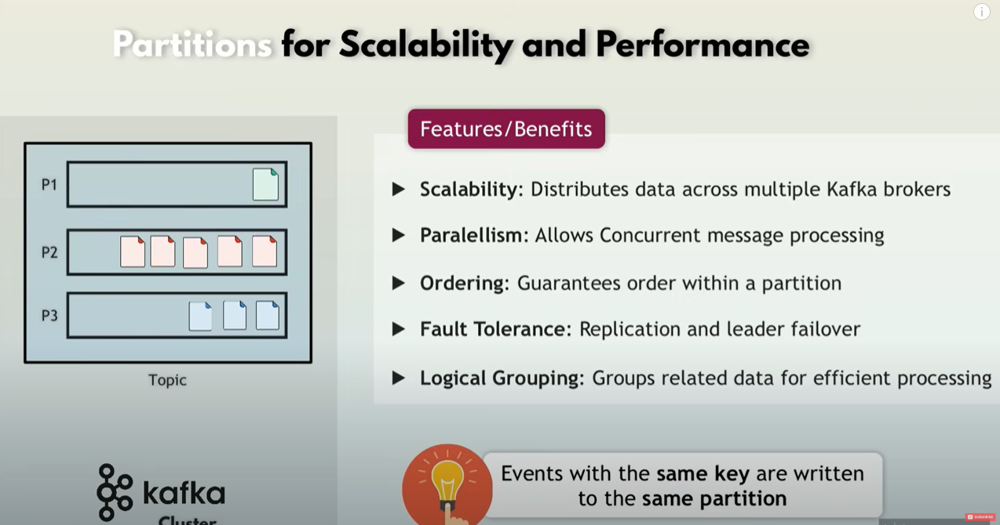 Partitions for Scalability and Performance
Features/Benefits
P1
P2
P3
Topic
▶ Scalability: Distributes data across multiple Kafka brokers
▶ Paralellism: Allows Concurrent message processing
▶ Ordering: Guarantees order within a partition
▶ Fault Tolerance: Replication and leader failover
▶ Logical Grouping: Groups related data for efficient processing
kafka
Cluster
Events with the same key are written
to the same partition
SUBSCRIBE